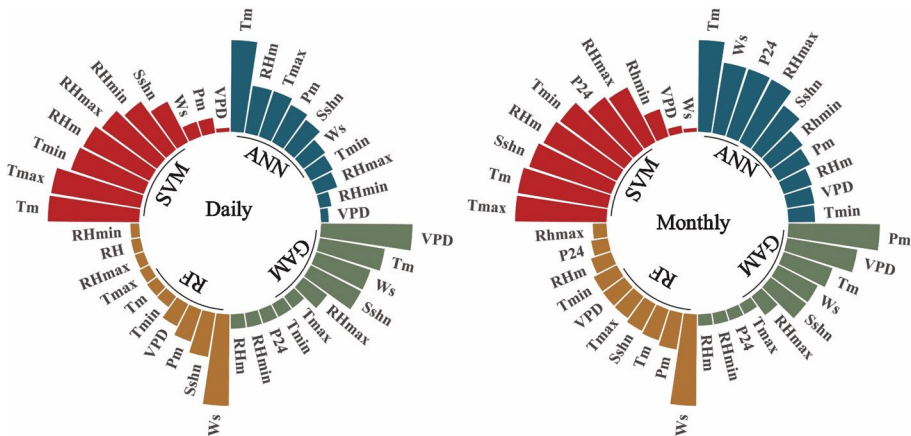 Tm
RHm
Tmax
Pm
Sshn
Ws
Tmin
RHmax
RHmin
VPD
ANN
VPD
Tm
Ws
Sshn
RHmax
Tmax
Tmin
P24
RHmin
RHm
GAM
Ws
Sshn
Pm
VPD
Tmin
Tm
Tmax
RHmax
RH
RHmin
RF
Tm
Tmax
Tmin
RHm
RHmax
RHmin
Sshn
Ws
Pm
VPD
WAS
Daily
Tm
Ws
P24
RHmax
Sshn
Rhmin
Pm
RHm
VPD
Tmin
ANN
Pm
VPD
Tm
Ws
Sshn
RHmax
Tmax
P24
RHmin
RHm
GAM
Ws
Pm
Tm
Sshn
Tmax
VPD
Tmin
RHm
P24
Rhmax
RF
Tmax
Tm
Sshn
RHm
Tmin
P24
RHmax
Rhmin
VPD
Ws
WAS
Monthly